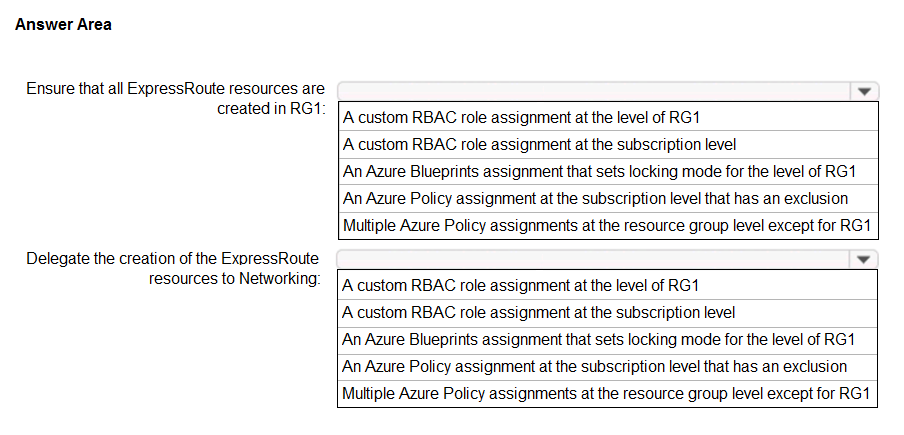 Answer Area
Ensure that all ExpressRoute resources are
created in RG1:
A custom RBAC role assignment at the level of RG1
A custom RBAC role assignment at the subscription level
An Azure Blueprints assignment that sets locking mode for the level of RG1
An Azure Policy assignment at the subscription level that has an exclusion
Multiple Azure Policy assignments at the resource group level except for RG1
Delegate the creation of the ExpressRoute
resources to Networking:
A custom RBAC role assignment at the level of RG1
A custom RBAC role assignment at the subscription level
An Azure Blueprints assignment that sets locking mode for the level of RG1
An Azure Policy assignment at the subscription level that has an exclusion
Multiple Azure Policy assignments at the resource group level except for RG1